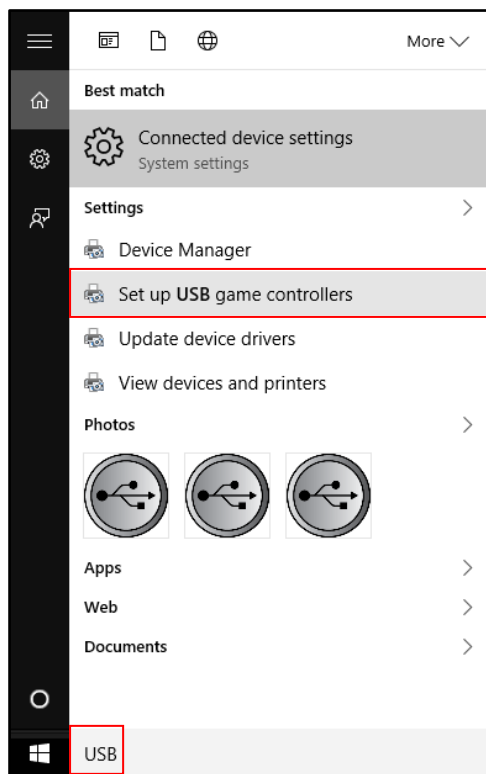 More
Best match
Connected device settings
System settings
Settings
Device Manager
Set up USB game controllers
Update device drivers
View devices and printers
Photos
Apps
Web
Documents
USB